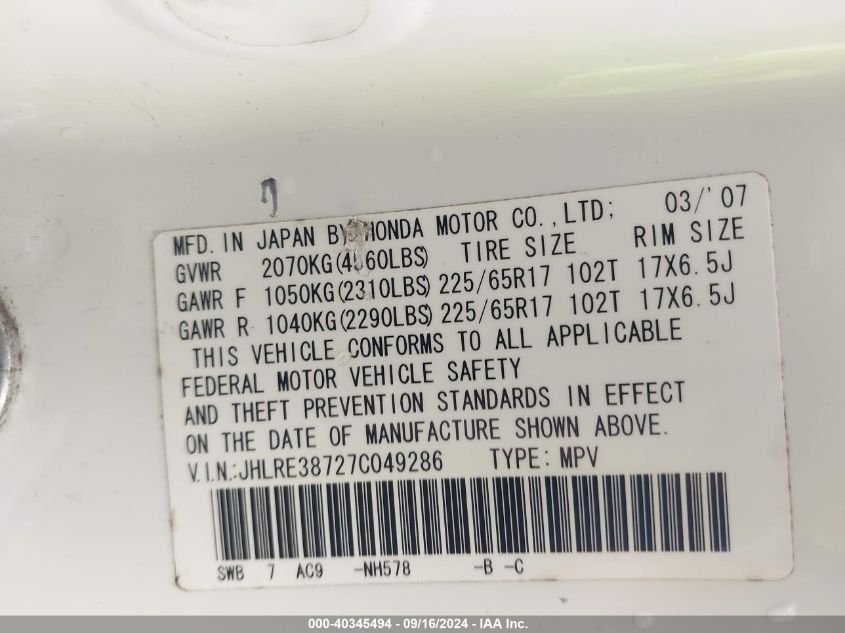 MFD. IN JAPAN BY HONDA MOTOR CO.,LTD; 03/'07
GVWR 2070KG(4560LBS) TIRE SIZE RIM SIZE
GAWR F 1050KG(2310LBS) 225/65R17 102T 17X6.5J
GAWR R 1040KG(2290LBS) 225/65R17 102T 17X6.5J
THIS VEHICLE CONFORMS TO ALL APPLICABLE
FEDERAL MOTOR VEHICLE SAFETY
AND THEFT PREVENTION STANDARDS IN EFFECT
ON THE DATE OF MANUFACTURE SHOWN ABOVE.
V.I.N.:JHLRE38727C049286 TYPE: MPV
SWB 7 AC9 -NH578 -B -C
000-40345494 - 09/16/2024 - IAA Inc.